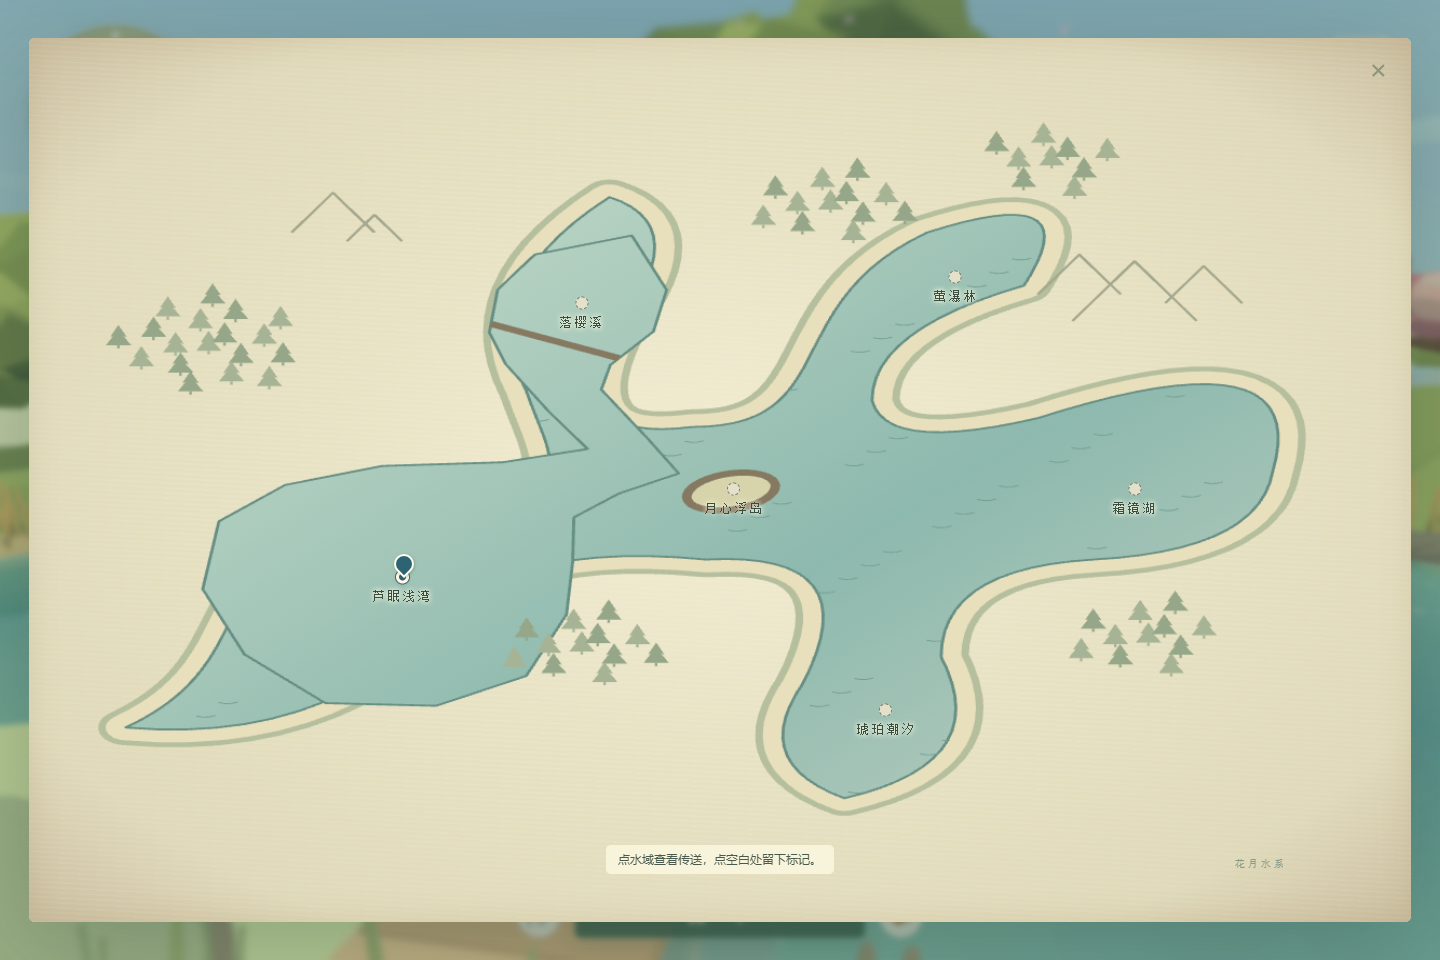 萤瀑林
落樱溪
霜镜湖
月心浮岛
芦眠浅湾
琥珀潮汐
点水域查看传送，点空白处留下标记。
花月水系